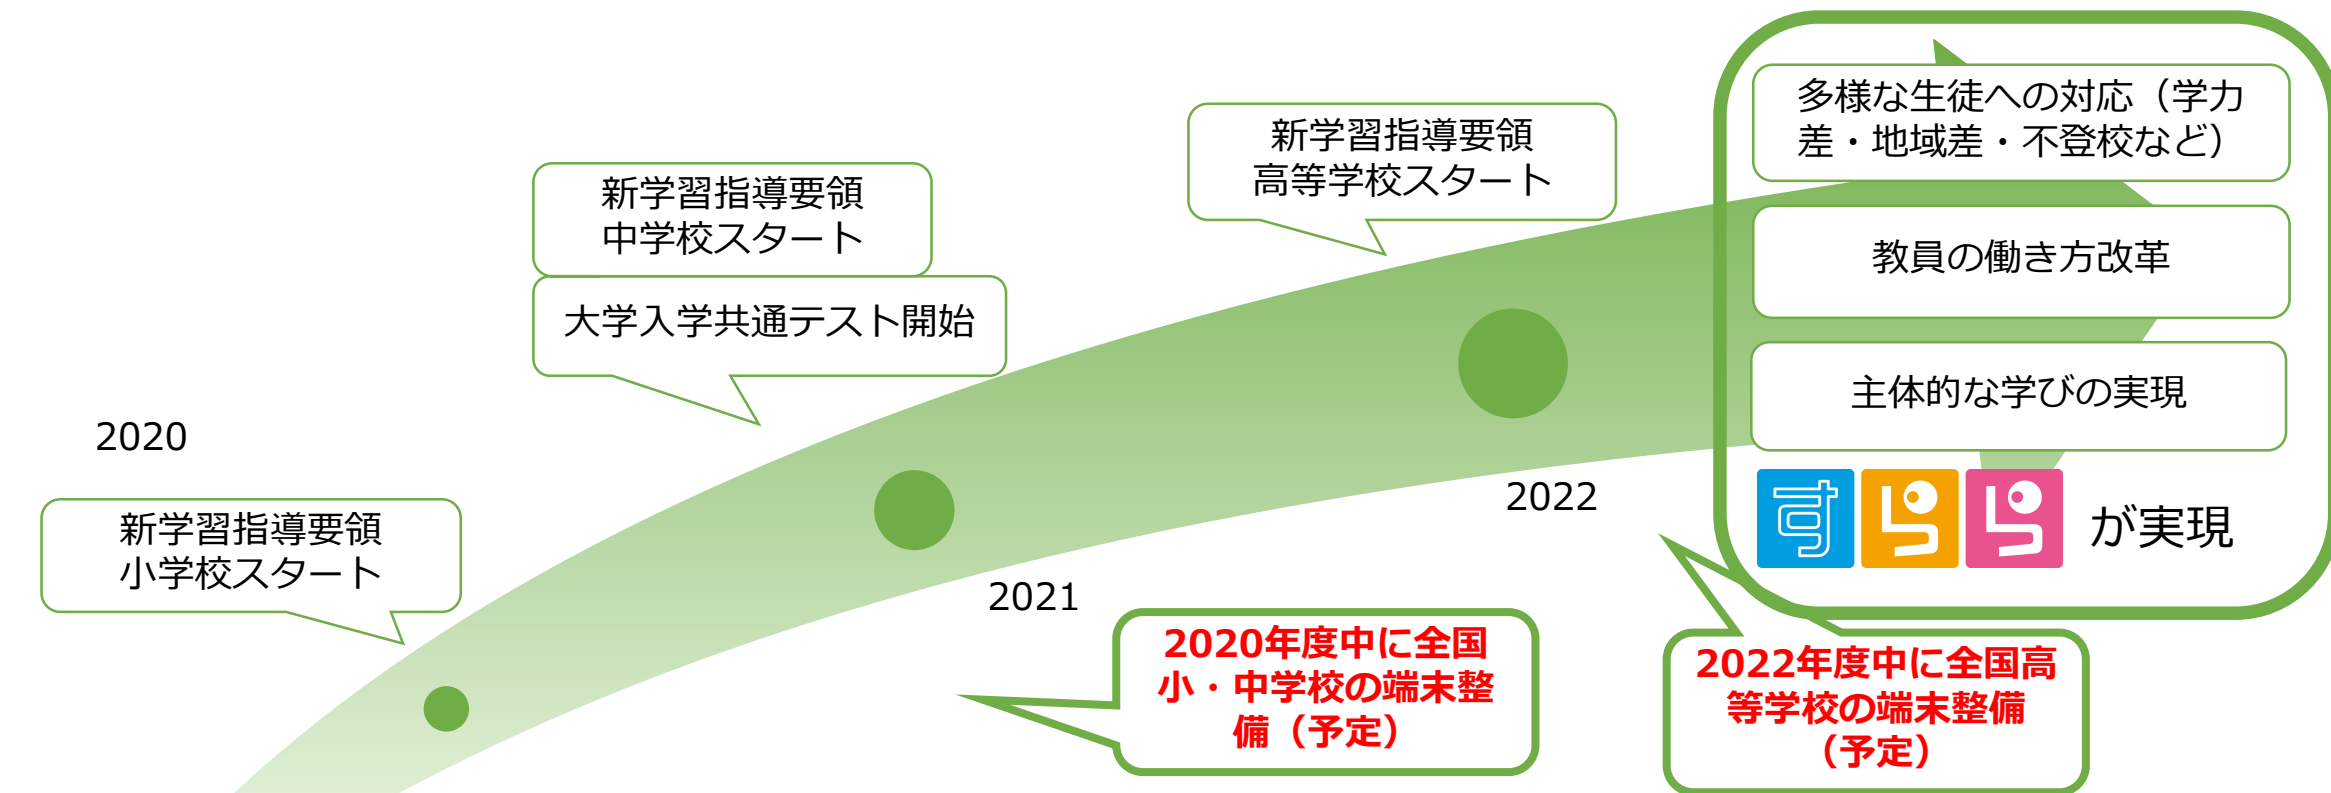 2020
新学習指導要領
小学校スタート
新学習指導要領
中学校スタート
大学入学共通テスト開始
2021
2020年度中に全国
小・中学校の端末整
備（予定）
新学習指導要領
高等学校スタート
2022
2022年度中に全国高
等学校の端末整備
（予定）
多様な生徒への対応（学力
差・地域差・不登校など）
教員の働き方改革
主体的な学びの実現
すらら が実現